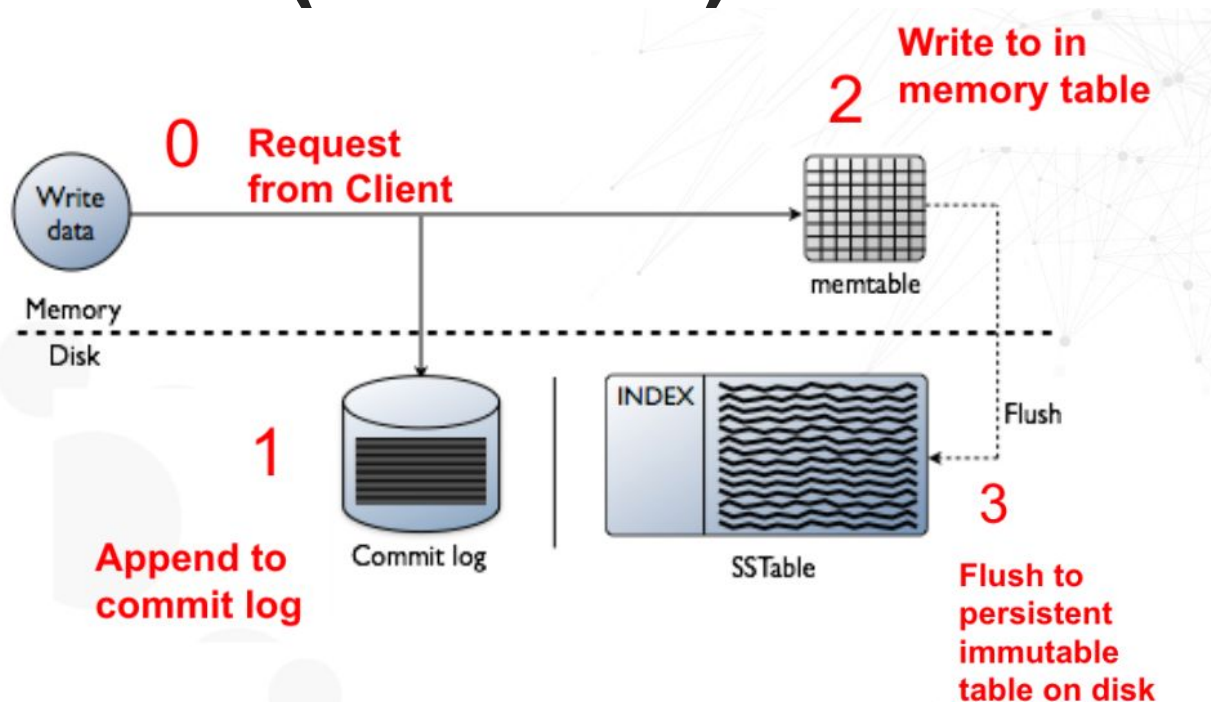 Write to in
memory table
2
0
Request
from Client
Write
data
memtable
Memory
Disk
INDEX
Flush
1
3
Commit log
SSTable
Append to
commit log
Flush to
persistent
immutable
table on disk